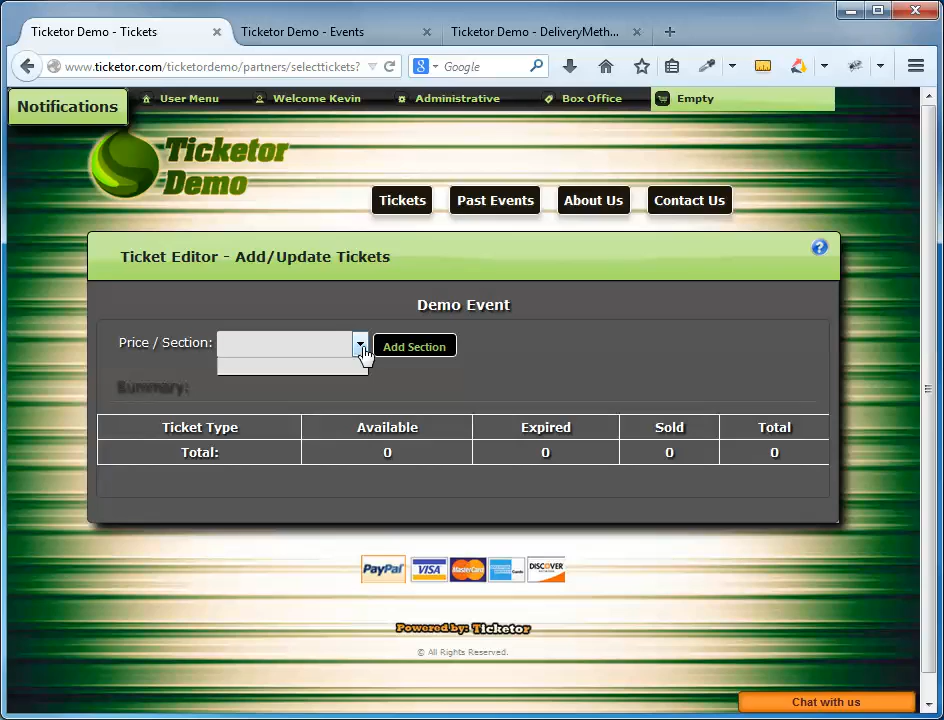 Ticketor Demo - Tickets
Ticketor Demo - Events
Ticketor Demo - DeliveryMeth...
www.ticketor.com/ticketordemo/partners/selecttickets?
Google
Notifications
User Menu
Welcome Kevin
Administrative
Box Office
Empty
Ticketor
Demo
Tickets
Past Events
About Us
Contact Us
Ticket Editor - Add/Update Tickets
?
Demo Event
Price / Section:
Add Section
Summary:
Ticket Type Available Expired Sold Total
Total: 0 0 0 0
PayPal VISA MasterCard DISCOVER
Powered by: Ticketor
© All Rights Reserved.
Chat with us